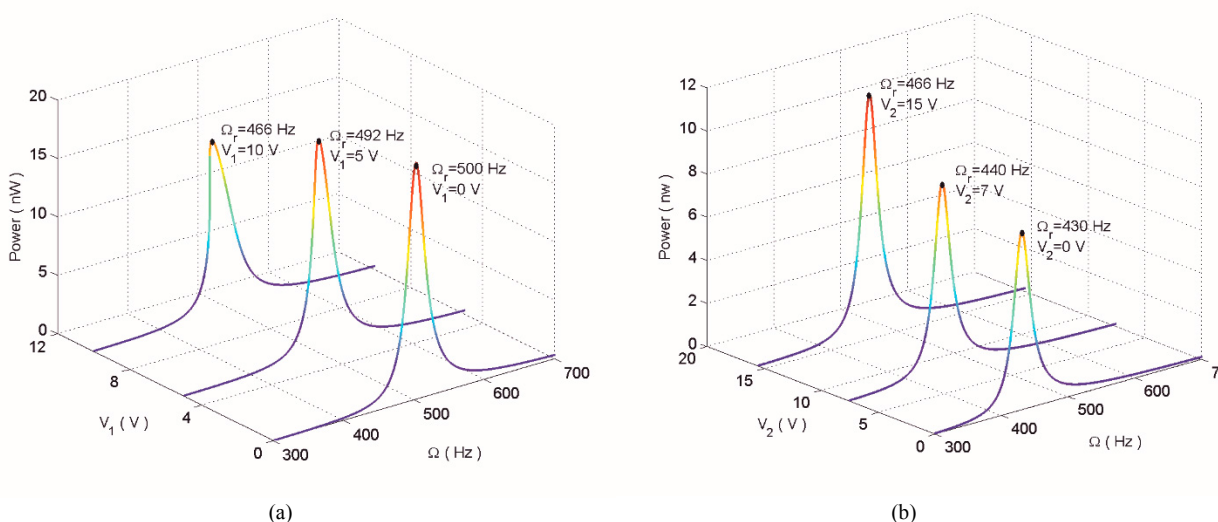 20
15
10
5
0
Power ( nW )
12
8
4
0
V1 ( V )
300
400
500
600
700
Ω ( Hz )
Ωr=466 Hz
V1=10 V
Ωr=492 Hz
V1=5 V
Ωr=500 Hz
V1=0 V
(a)
12
10
8
6
4
2
0
Power ( nw )
20
15
10
5
0
V2 ( V )
300
400
500
600
Ω ( Hz )
Ωr=466 Hz
V2=15 V
Ωr=440 Hz
V2=7 V
Ωr=430 Hz
V2=0 V
(b)